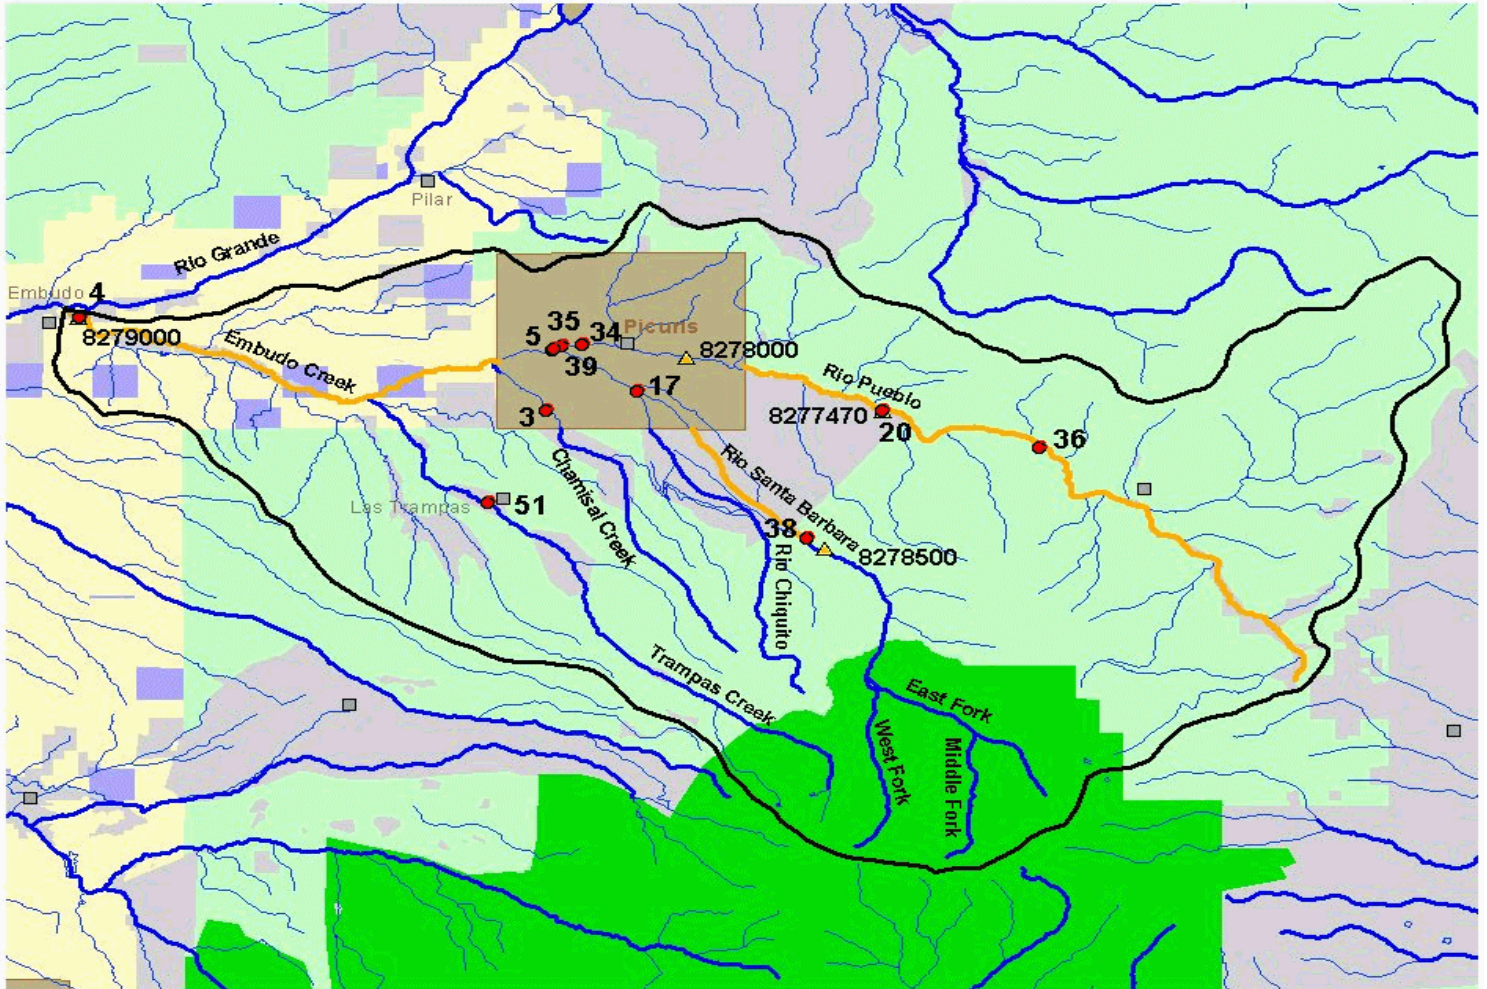 Pilar
Rio Grande
Embudo
4
8279000
Embudo Creek
35
5
34
Picuris
39
8278000
17
3
Rio Pueblo
8277470
20
36
Rio Santa Barbara
Chamisal Creek
Las Trampas
51
38
8278500
Rio Chiquito
Trampas Creek
East Fork
West Fork
Middle Fork